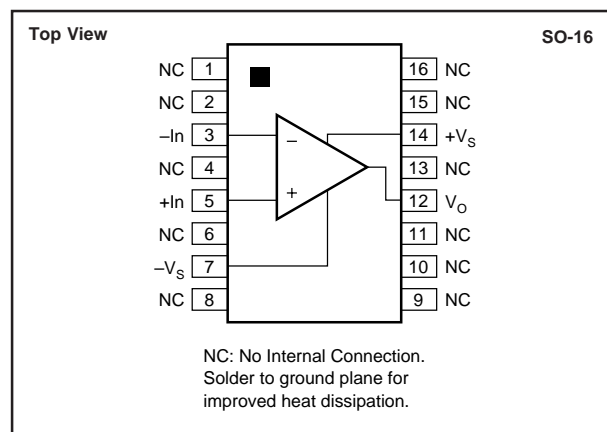 Top View SO-16
NC 1 16 NC
NC 2 15 NC
–In 3 – 14 +VS
NC 4 13 NC
+In 5 + 12 VO
NC 6 11 NC
–VS 7 10 NC
NC 8 9 NC
NC: No Internal Connection.
Solder to ground plane for
improved heat dissipation.